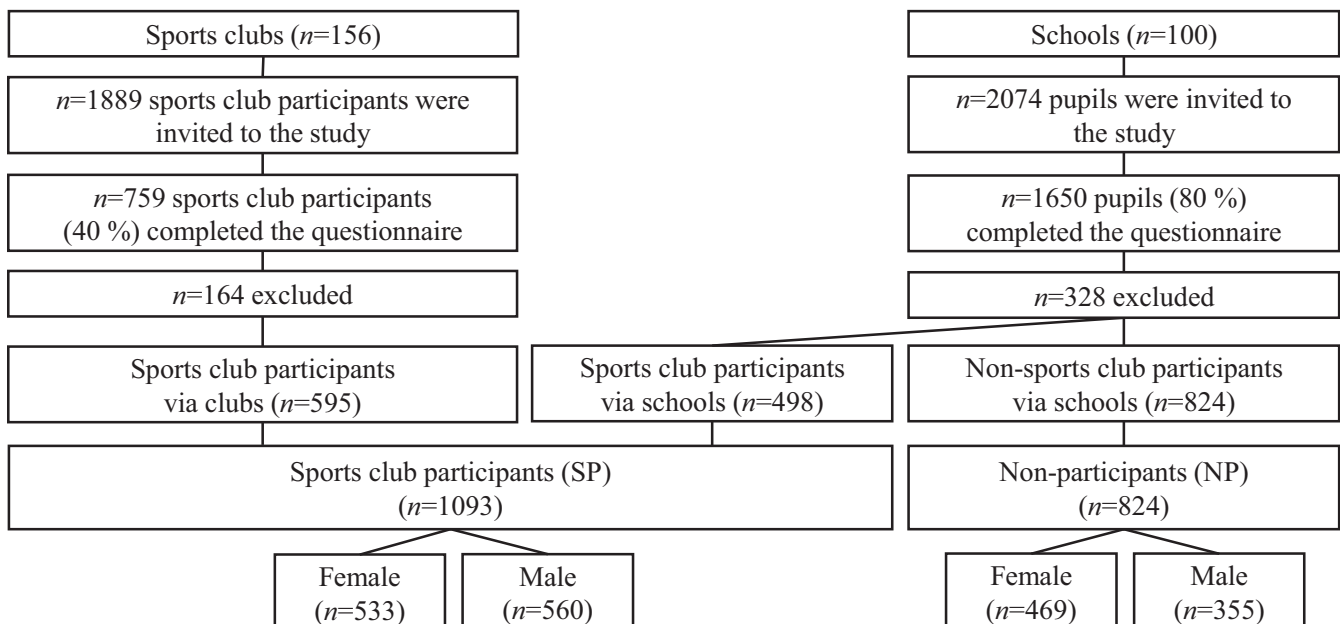 Sports clubs (n=156)
Schools (n=100)
n=1889 sports club participants were
invited to the study
n=2074 pupils were invited to
the study
n=759 sports club participants
(40 %) completed the questionnaire
n=1650 pupils (80 %)
completed the questionnaire
n=164 excluded
n=328 excluded
Sports club participants
via clubs (n=595)
Sports club participants
via schools (n=498)
Non-sports club participants
via schools (n=824)
Sports club participants (SP)
(n=1093)
Non-participants (NP)
(n=824)
Female
(n=533)
Male
(n=560)
Female
(n=469)
Male
(n=355)